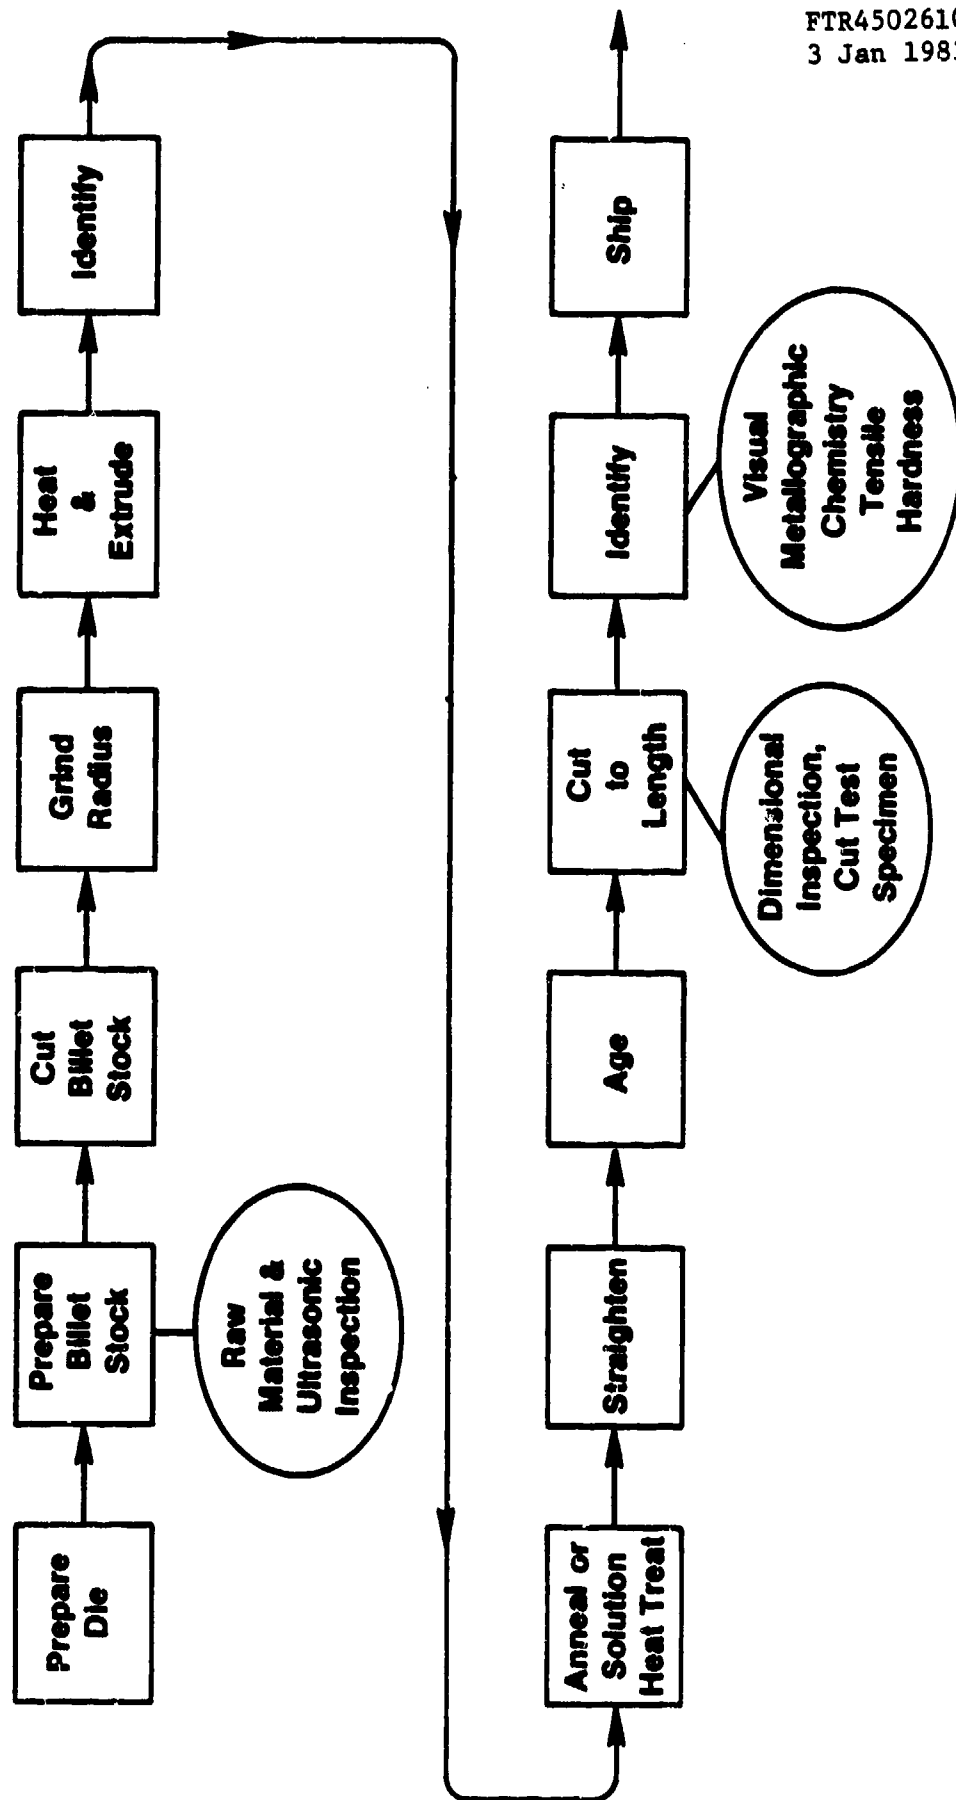 FTR4502610
3 Jan 198
Prepare
Die
Prepare
Billet
Stock
Raw
Material &
Ultrasonic
Inspection
Cut
Billet
Stock
Grind
Radius
Heat
&
Extrude
Identify
Anneal or
Solution
Heat Treat
Straighten
Age
Cut
to
Length
Dimensional
Inspection,
Cut Test
Specimen
Identify
Visual
Metallographic
Chemistry
Tensile
Hardness
Ship